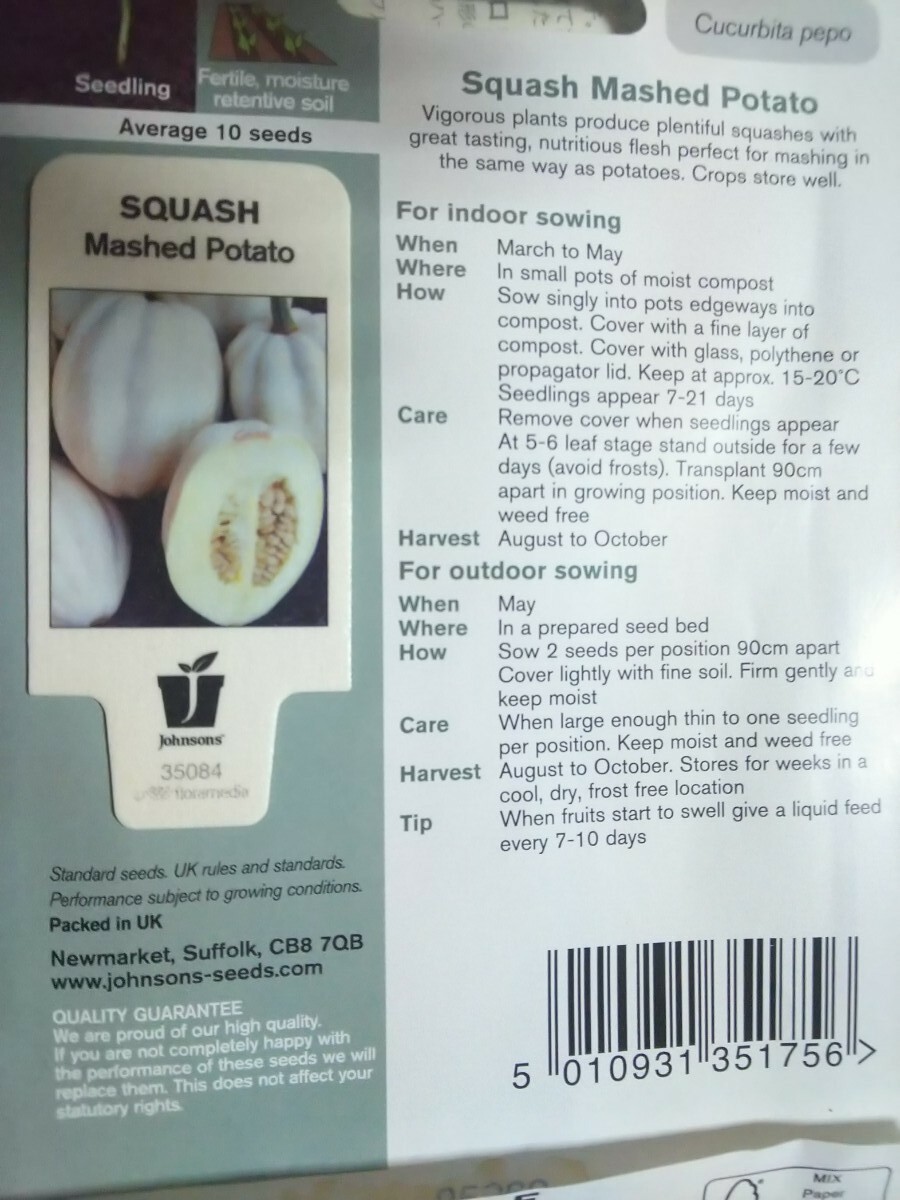 Cucurbita pepo
Seedling
Fertile, moisture
retentive soil
Average 10 seeds
SQUASH
Mashed Potato
Johnsons
35084
floramedia
Standard seeds. UK rules and standards.
Performance subject to growing conditions.
Packed in UK
Newmarket, Suffolk, CB8 7QB
www.johnsons-seeds.com
QUALITY GUARANTEE
We are proud of our high quality.
If you are not completely happy with
the performance of these seeds we will
replace them. This does not affect your
statutory rights.
Squash Mashed Potato
Vigorous plants produce plentiful squashes with
great tasting, nutritious flesh perfect for mashing in
the same way as potatoes. Crops store well.
For indoor sowing
When March to May
Where In small pots of moist compost
How Sow singly into pots edgeways into
compost. Cover with a fine layer of
compost. Cover with glass, polythene or
propagator lid. Keep at approx. 15-20°C
Seedlings appear 7-21 days
Care Remove cover when seedlings appear
At 5-6 leaf stage stand outside for a few
days (avoid frosts). Transplant 90cm
apart in growing position. Keep moist and
weed free
Harvest August to October
For outdoor sowing
When May
Where In a prepared seed bed
How Sow 2 seeds per position 90cm apart
Cover lightly with fine soil. Firm gently and
keep moist
Care When large enough thin to one seedling
per position. Keep moist and weed free
Harvest August to October. Stores for weeks in a
cool, dry, frost free location
Tip When fruits start to swell give a liquid feed
every 7-10 days
5 010931 351756 >
MIX
Paper